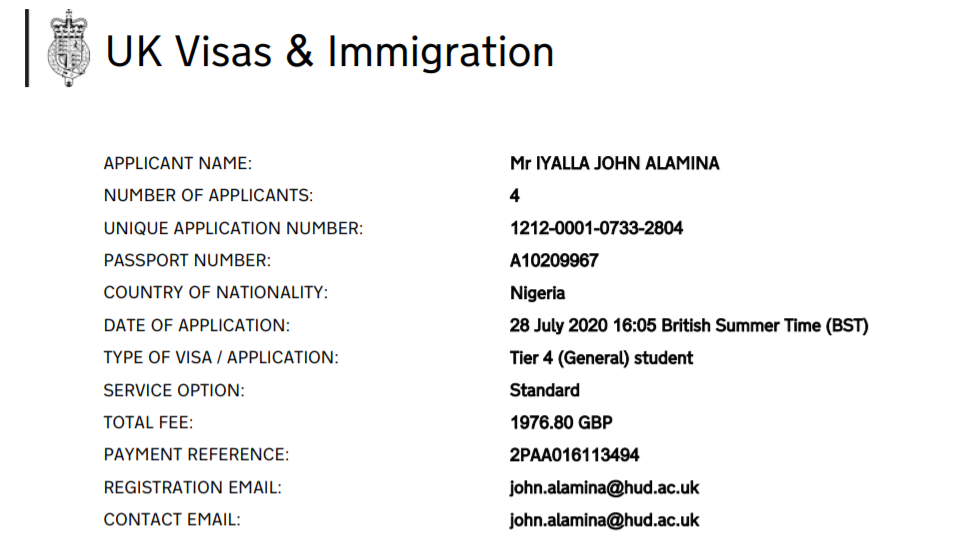 UK Visas & Immigration
APPLICANT NAME: Mr IYALLA JOHN ALAMINA
NUMBER OF APPLICANTS: 4
UNIQUE APPLICATION NUMBER: 1212-0001-0733-2804
PASSPORT NUMBER: A10209967
COUNTRY OF NATIONALITY: Nigeria
DATE OF APPLICATION: 28 July 2020 16:05 British Summer Time (BST)
TYPE OF VISA / APPLICATION: Tier 4 (General) student
SERVICE OPTION: Standard
TOTAL FEE: 1976.80 GBP
PAYMENT REFERENCE: 2PAA016113494
REGISTRATION EMAIL: john.alamina@hud.ac.uk
CONTACT EMAIL: john.alamina@hud.ac.uk